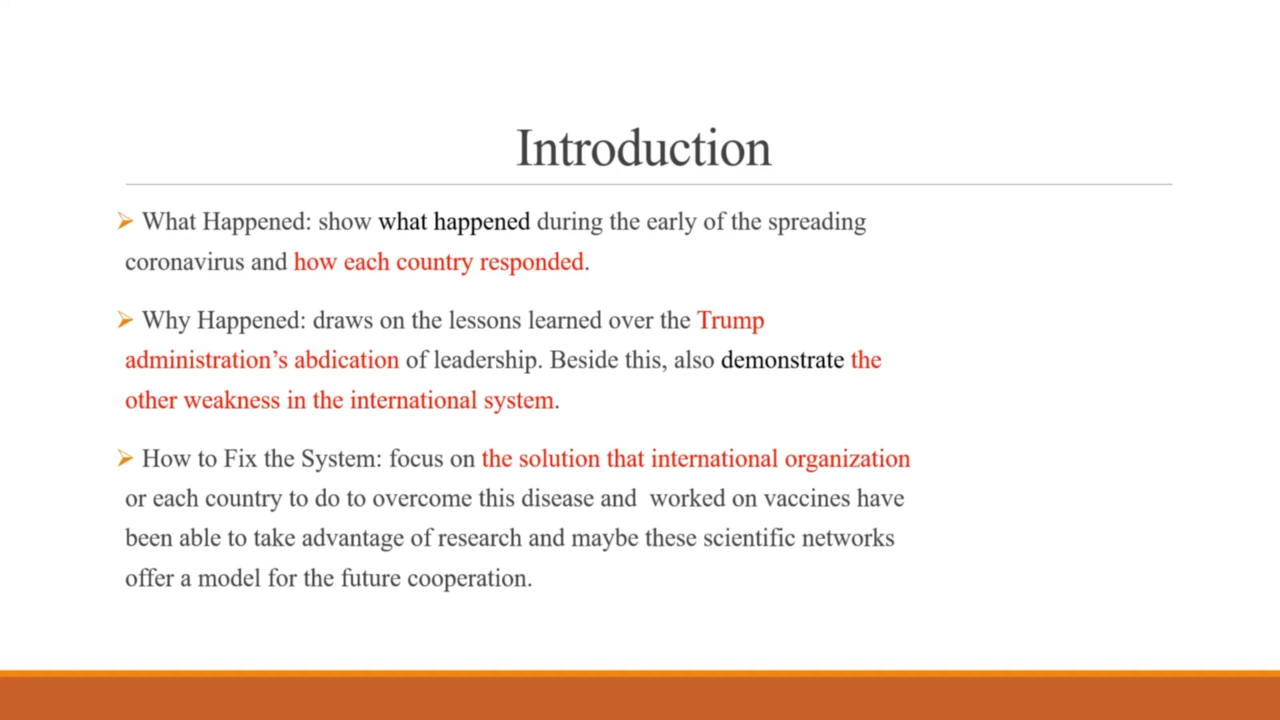 Introduction
What Happened: show what happened during the early of the spreading
coronavirus and how each country responded.
Why Happened: draws on the lessons learned over the Trump
administration’s abdication of leadership. Beside this, also demonstrate the
other weakness in the international system.
How to Fix the System: focus on the solution that international organization
or each country to do to overcome this disease and  worked on vaccines have
been able to take advantage of research and maybe these scientific networks
offer a model for the future cooperation.